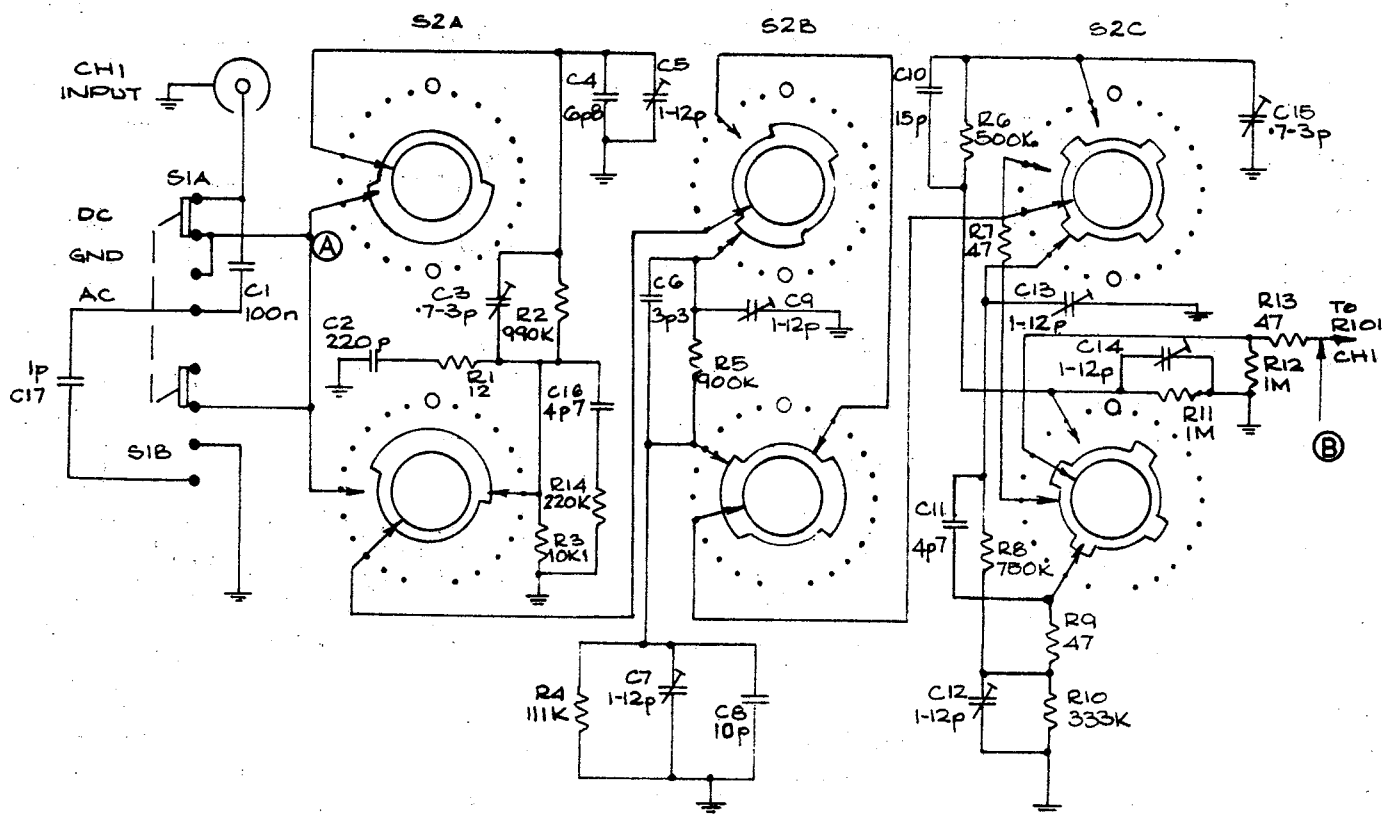 S2A
S2B
S2C
CH1
INPUT
C4
6p8
C5
1-12p
C10
15p
R6
500K
C15
.7-3p
S1A
DC
GND
AC
A
C1
100n
R7
47
C3
.7-3p
R2
990K
C6
3p3
C9
1-12p
C13
1-12p
R13
47
TO
R101
CH1
C2
220p
R1
12
C14
1-12p
R12
1M
1p
C17
R5
900K
C16
4p7
R11
1M
B
S1B
R14
220K
C11
4p7
R3
10K1
R8
750K
R9
47
R4
111K
C7
1-12p
C8
10p
C12
1-12p
R10
333K